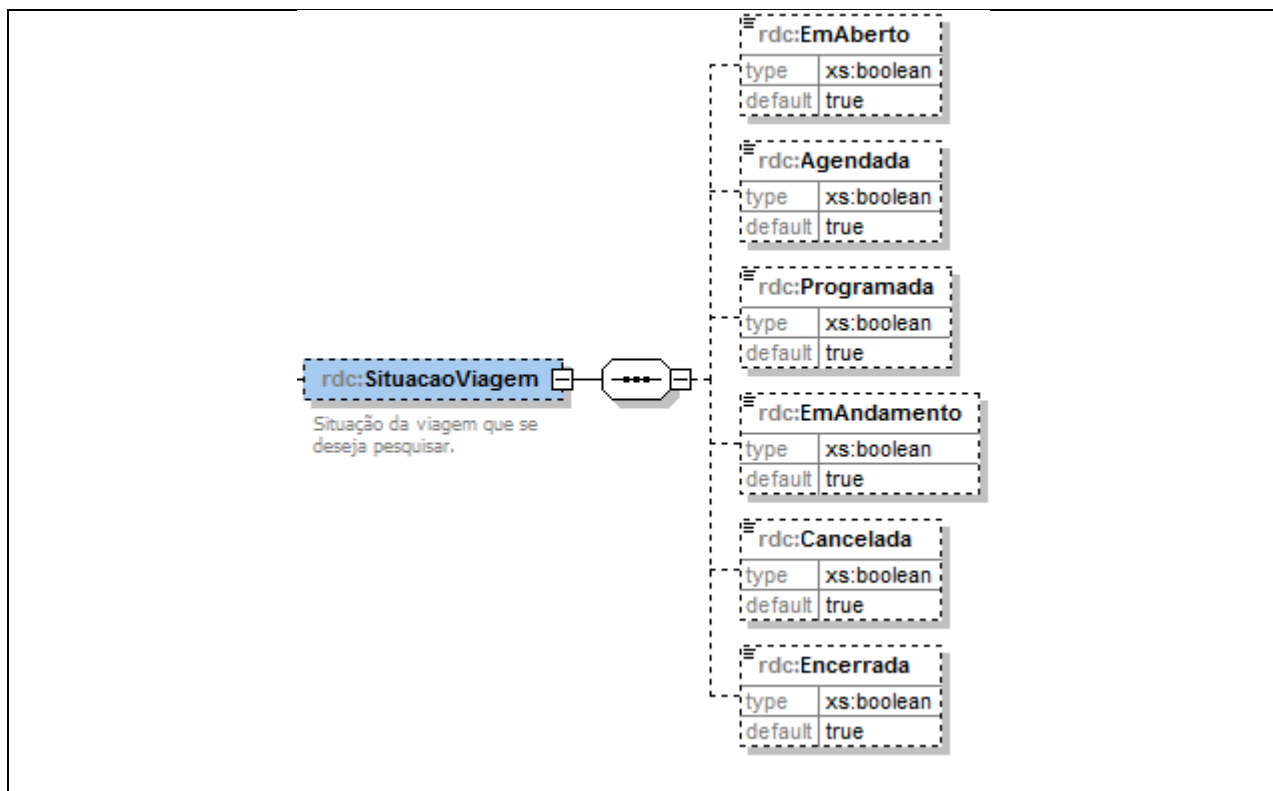 rdc:EmAberto
type xs:boolean
default true
rdc:Agendada
type xs:boolean
default true
rdc:Programada
type xs:boolean
default true
rdc:SituacaoViagem
Situação da viagem que se
deseja pesquisar.
rdc:EmAndamento
type xs:boolean
default true
rdc:Cancelada
type xs:boolean
default true
rdc:Encerrada
type xs:boolean
default true